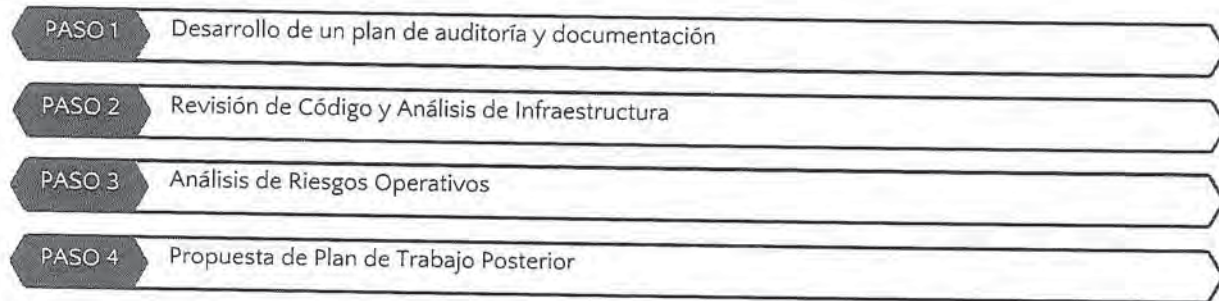 PASO 1 Desarrollo de un plan de auditoría y documentación
PASO 2 Revisión de Código y Análisis de Infraestructura
PASO 3 Análisis de Riesgos Operativos
PASO 4 Propuesta de Plan de Trabajo Posterior